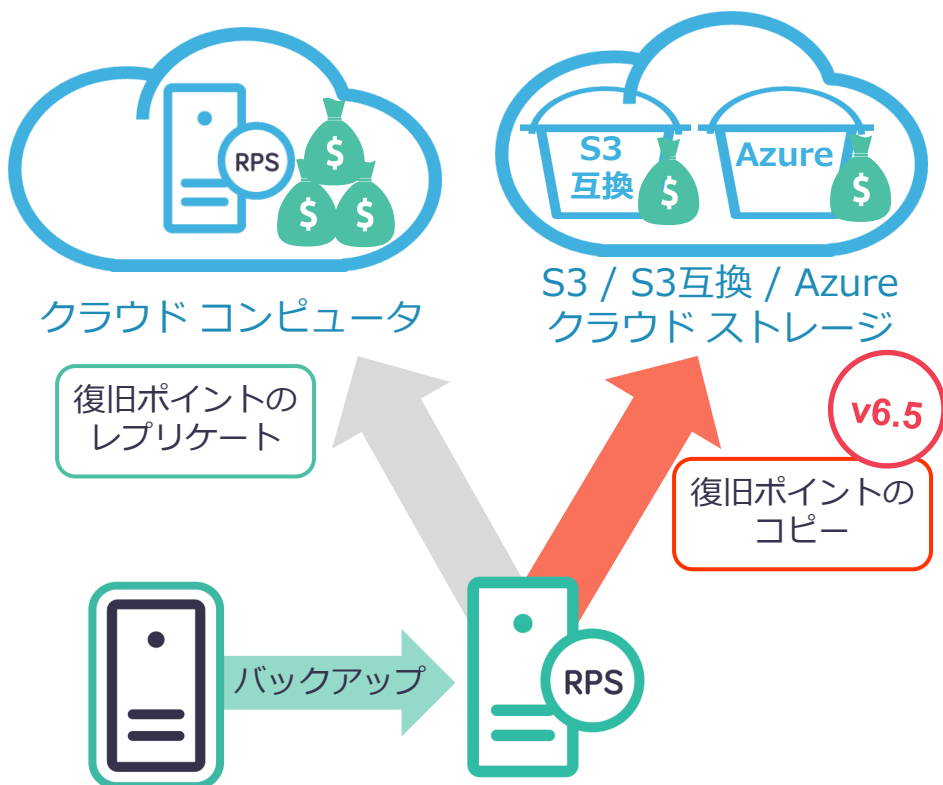 RPS
$
$
$
S3
互換
$
Azure
$
クラウド コンピュータ
S3 / S3互換 / Azure
クラウド ストレージ
復旧ポイントの
レプリケート
v6.5
復旧ポイントの
コピー
バックアップ
RPS